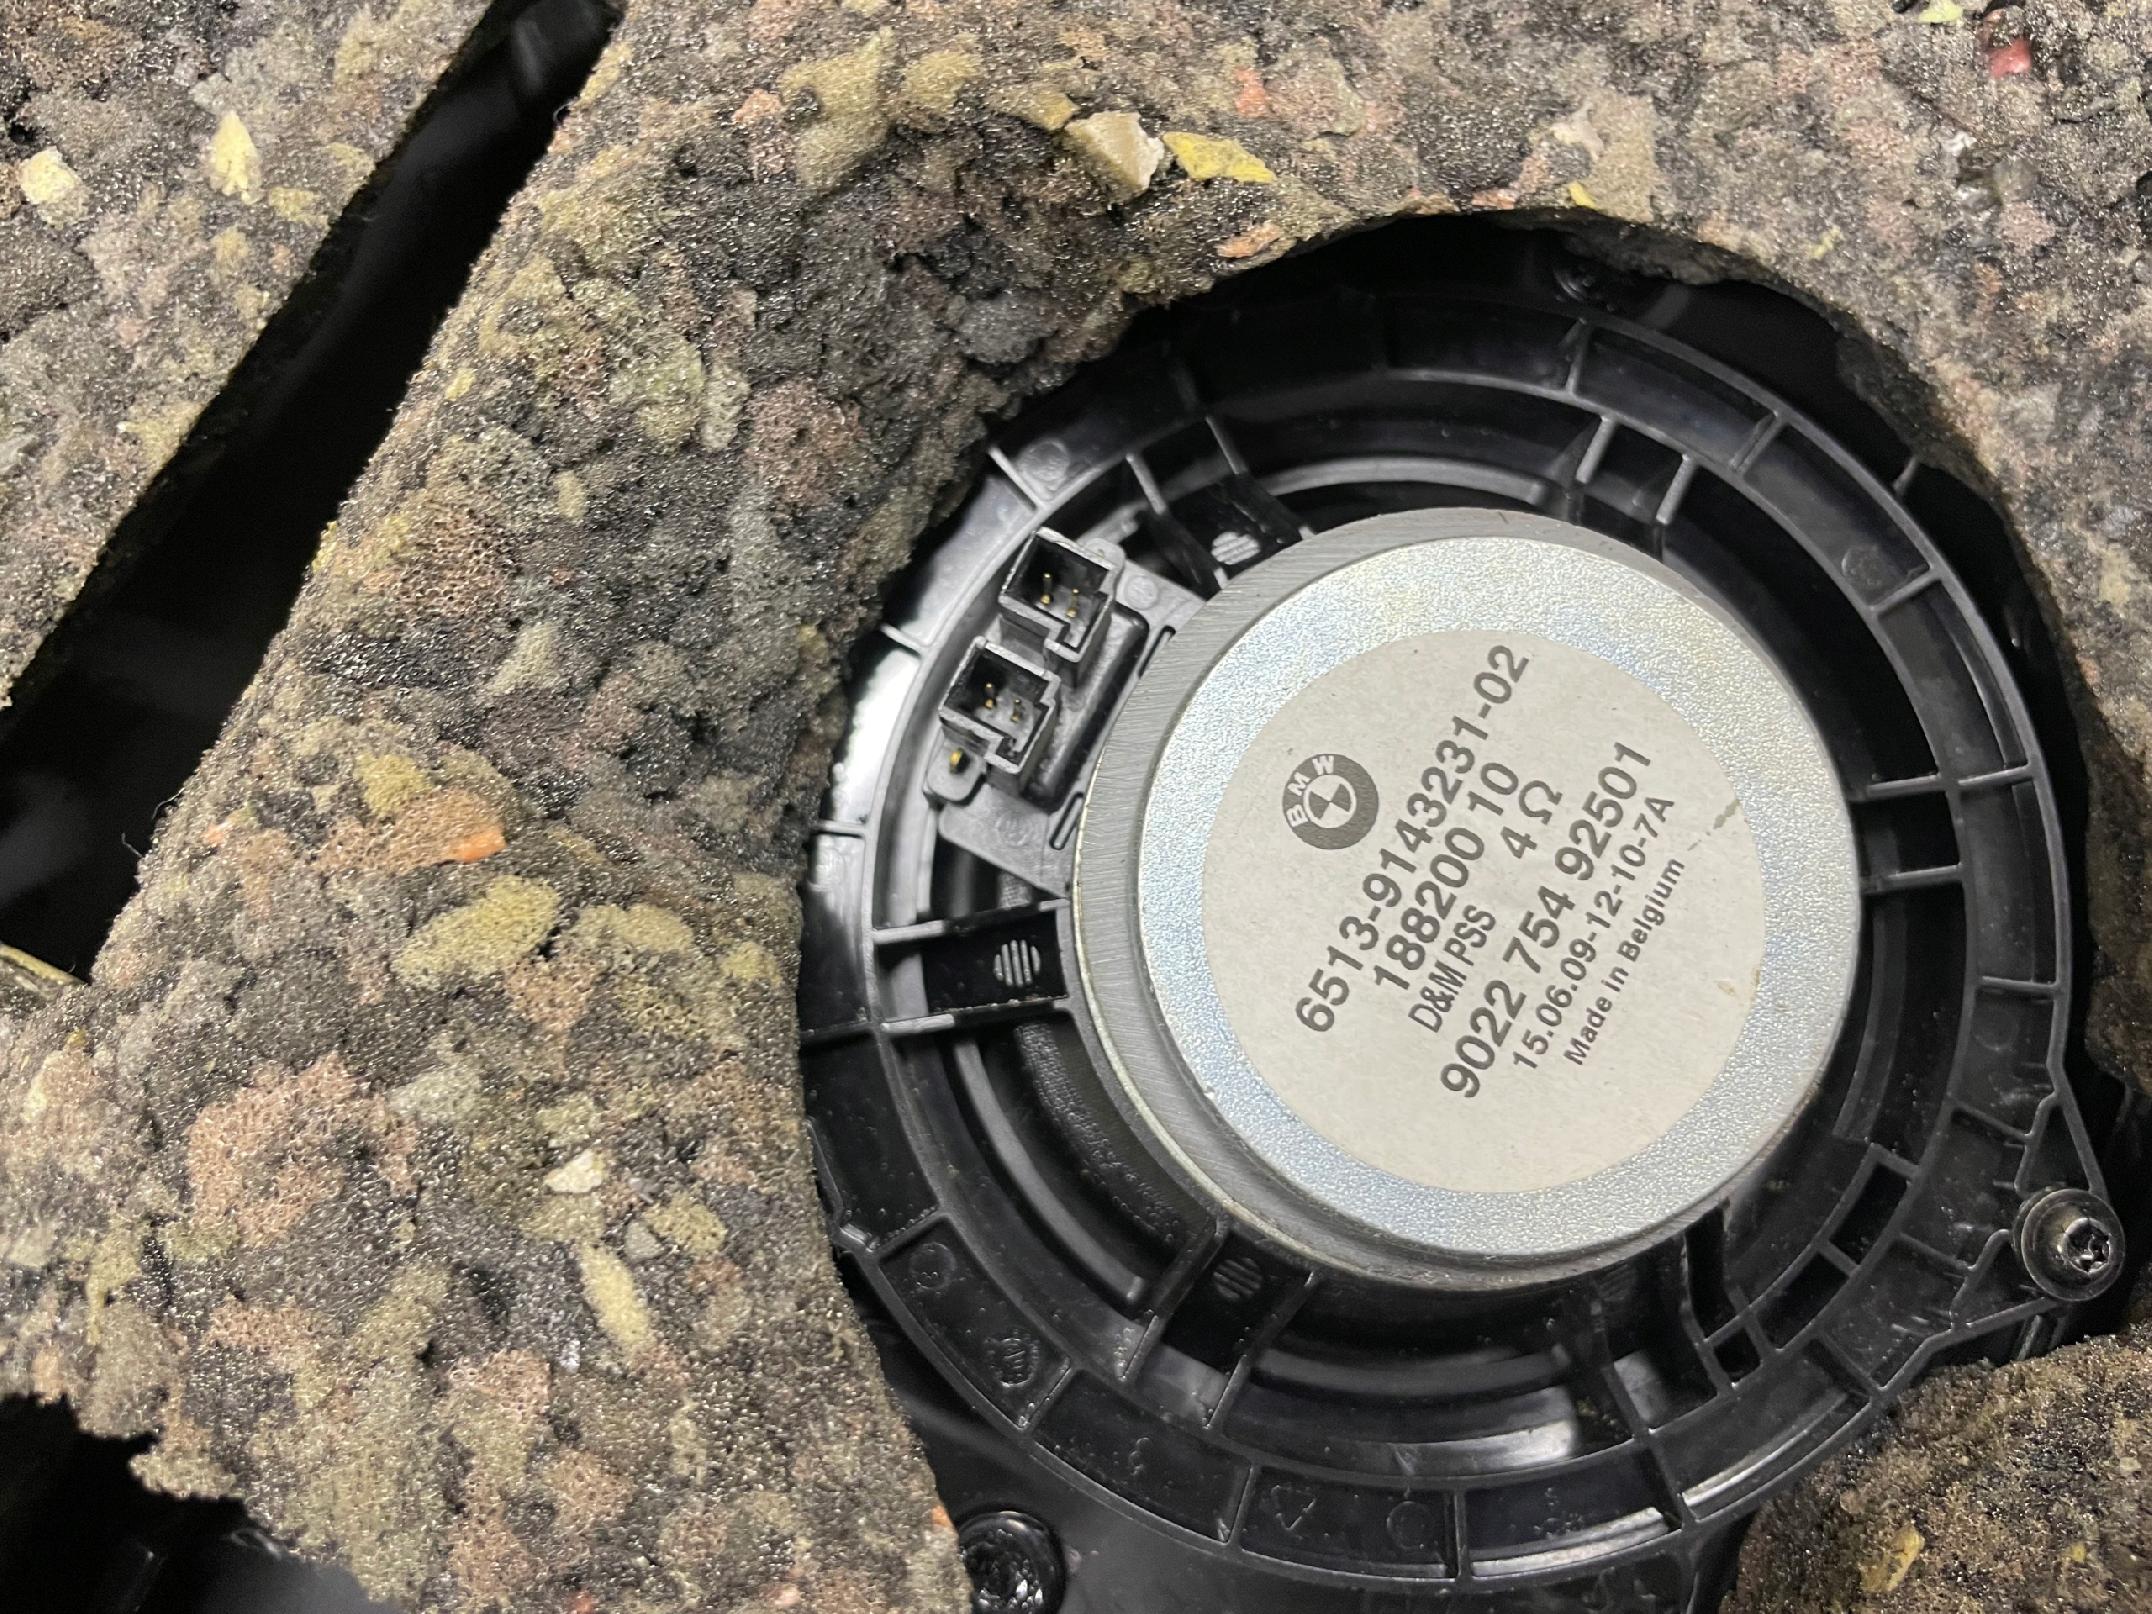 BMW
6513-9143231-02
188200 10
D&M PSS 4 Ω
9022 754 92501
15.06.09-12-10-7A
Made in Belgium